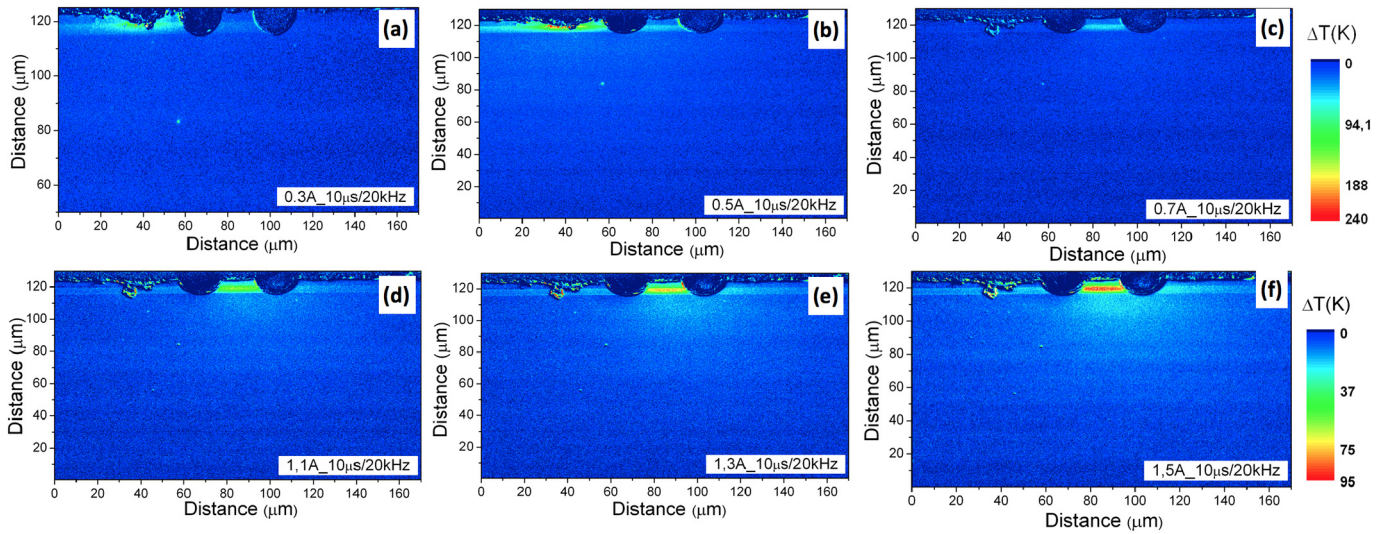 (a)
Distance (μm)
120
100
80
60
0.3A_10μs/20kHz
0 20 40 60 80 100 120 140 160
Distance (μm)
(b)
Distance (μm)
120
100
80
60
40
20
0.5A_10μs/20kHz
0 20 40 60 80 100 120 140 160
Distance (μm)
(c)
Distance (μm)
120
100
80
60
40
20
0.7A_10μs/20kHz
0 20 40 60 80 100 120 140 160
Distance (μm)
ΔT(K)
0
94,1
188
240
(d)
Distance (μm)
120
100
80
60
40
20
1,1A_10μs/20kHz
0 20 40 60 80 100 120 140 160
Distance (μm)
(e)
Distance (μm)
120
100
80
60
40
20
1,3A_10μs/20kHz
0 20 40 60 80 100 120 140 160
Distance (μm)
(f)
Distance (μm)
120
100
80
60
40
20
1,5A_10μs/20kHz
0 20 40 60 80 100 120 140 160
Distance (μm)
ΔT(K)
0
37
75
95